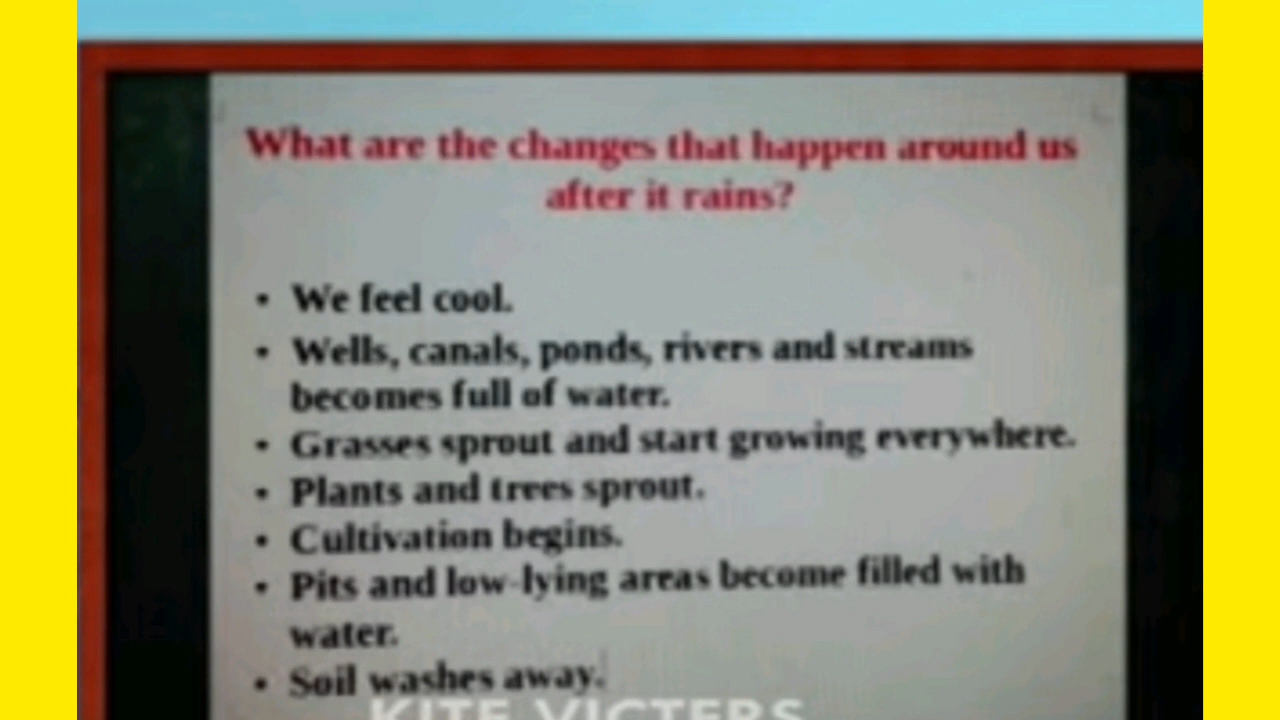 What are the changes that happen around us
after it rains?
• We feel cool.
• Wells, canals, ponds, rivers and streams
becomes full of water.
• Grasses sprout and start growing everywhere.
• Plants and trees sprout.
• Cultivation begins.
• Pits and low-lying areas become filled with
water.
• Soil washes away.
KITE VICTERS